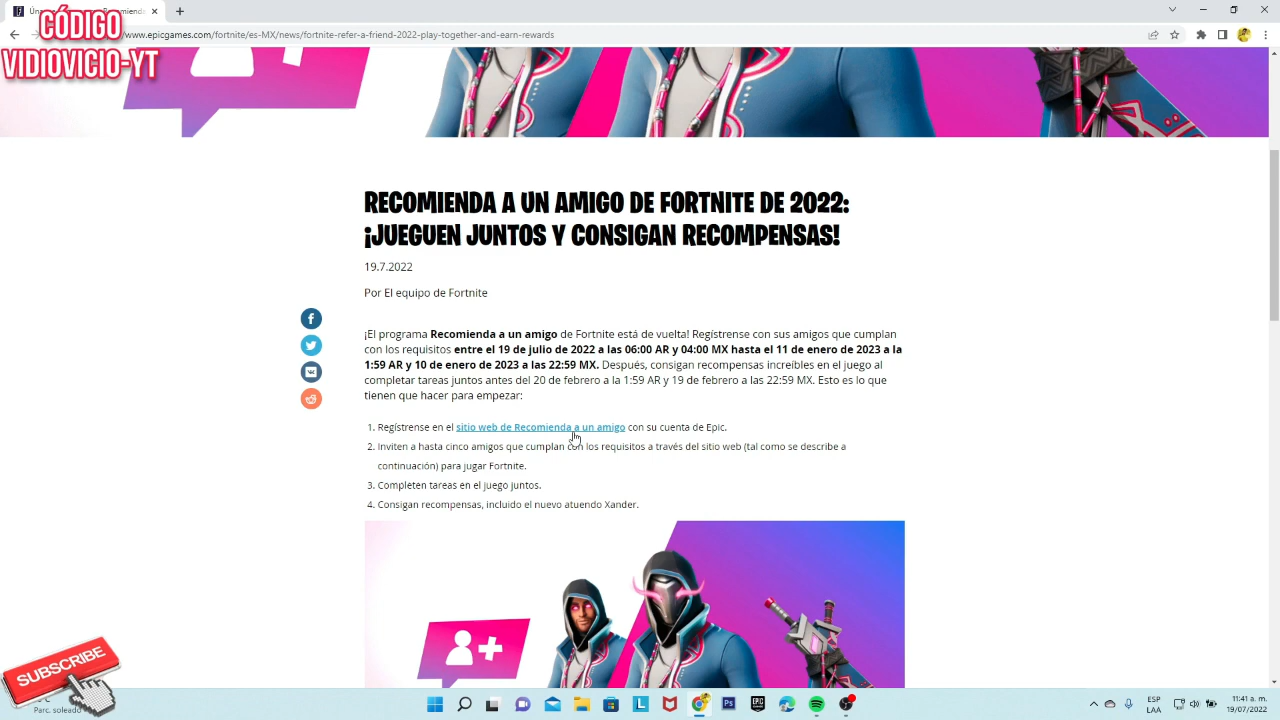 CÓDIGO
VIDIOVICIO-YT
www.epicgames.com/fortnite/es-MX/news/fortnite-refer-a-friend-2022-play-together-and-earn-rewards
RECOMIENDA A UN AMIGO DE FORTNITE DE 2022:
¡JUEGUEN JUNTOS Y CONSIGAN RECOMPENSAS!
19.7.2022
Por El equipo de Fortnite
¡El programa Recomienda a un amigo de Fortnite está de vuelta! Regístrense con sus amigos que cumplan
con los requisitos entre el 19 de julio de 2022 a las 06:00 AR y 04:00 MX hasta el 11 de enero de 2023 a la
1:59 AR y 10 de enero de 2023 a las 22:59 MX. Después, consigan recompensas increíbles en el juego al
completar tareas juntos antes del 20 de febrero a la 1:59 AR y 19 de febrero a las 22:59 MX. Esto es lo que
tienen que hacer para empezar:
1. Regístrense en el sitio web de Recomienda a un amigo con su cuenta de Epic.
2. Inviten a hasta cinco amigos que cumplan con los requisitos a través del sitio web (tal como se describe a
continuación) para jugar Fortnite.
3. Completen tareas en el juego juntos.
4. Consigan recompensas, incluido el nuevo atuendo Xander.
SUBSCRIBE
Parc. soleado
ESP
LAA
11:41 a. m.
19/07/2022